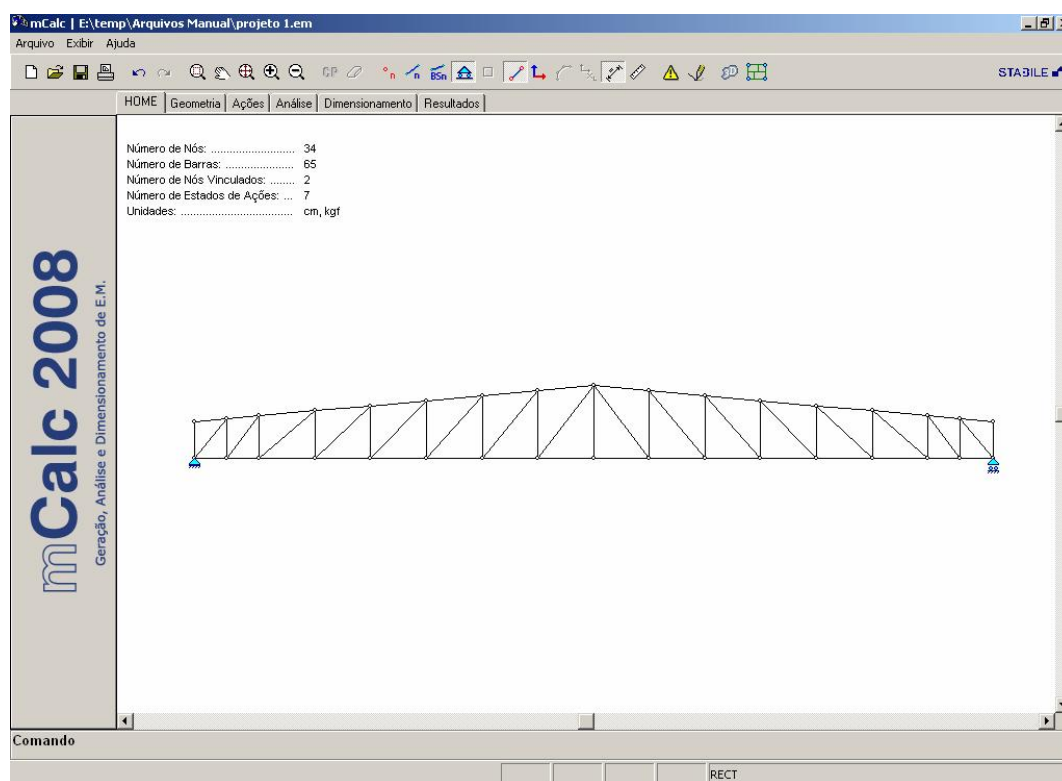 mCalc | E:\temp\Arquivos Manual\projeto 1.em
Arquivo Exibir Ajuda
CP n n BSn STABILE
HOME Geometria Ações Análise Dimensionamento Resultados
Número de Nós: ........................... 34
Número de Barras: ...................... 65
Número de Nós Vinculados: ........ 2
Número de Estados de Ações: ... 7
Unidades: .................................... cm, kgf
mCalc 2008
Geração, Análise e Dimensionamento de E.M.
Comando
RECT